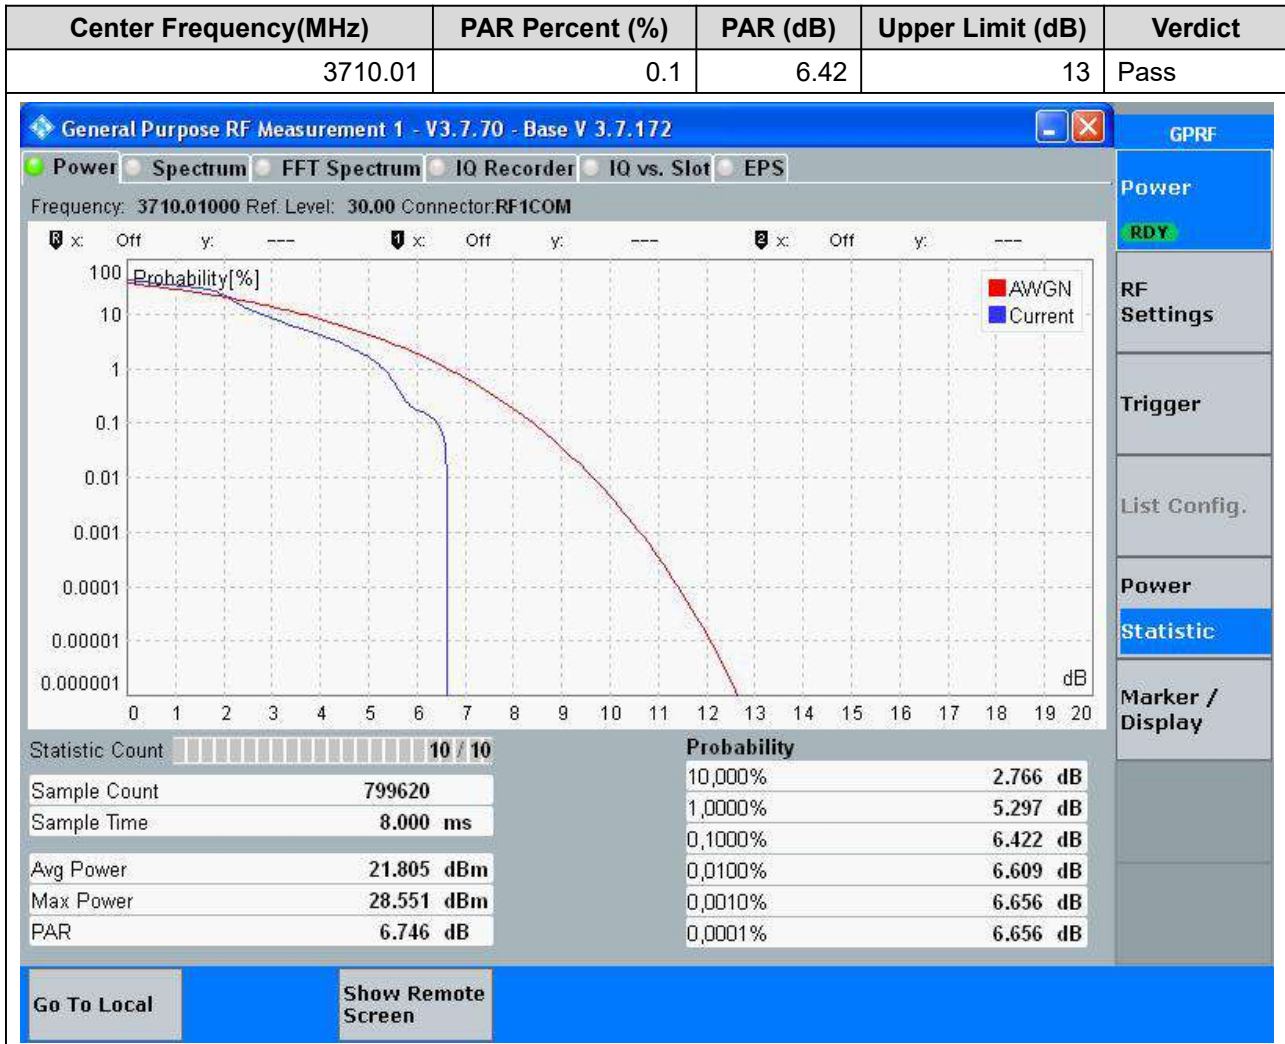 Center Frequency(MHz) PAR Percent (%) PAR (dB) Upper Limit (dB) Verdict
3710.01 0.1 6.42 13 Pass
General Purpose RF Measurement 1 - V3.7.70 - Base V 3.7.172
GPRF
Power Spectrum FFT Spectrum IQ Recorder IQ vs. Slot EPS
Frequency: 3710.01000 Ref. Level: 30.00 Connector:RF1COM
R x: Off y: --- 1 x: Off y: --- 2 x: Off y: ---
Probability[%]
AWGN
Current
100
10
1
0.1
0.01
0.001
0.0001
0.00001
0.000001
dB
0 1 2 3 4 5 6 7 8 9 10 11 12 13 14 15 16 17 18 19 20
Statistic Count 10 / 10
Sample Count 799620
Sample Time 8.000 ms
Avg Power 21.805 dBm
Max Power 28.551 dBm
PAR 6.746 dB
Probability
10,000% 2.766 dB
1,0000% 5.297 dB
0,1000% 6.422 dB
0,0100% 6.609 dB
0,0010% 6.656 dB
0,0001% 6.656 dB
Power
RDY
RF
Settings
Trigger
List Config.
Power
Statistic
Marker /
Display
Go To Local
Show Remote
Screen